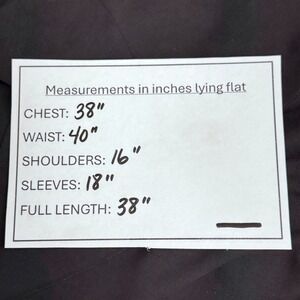 Measurements in inches lying flat
CHEST: 38"
WAIST: 40"
SHOULDERS: 16"
SLEEVES: 18"
FULL LENGTH: 38"